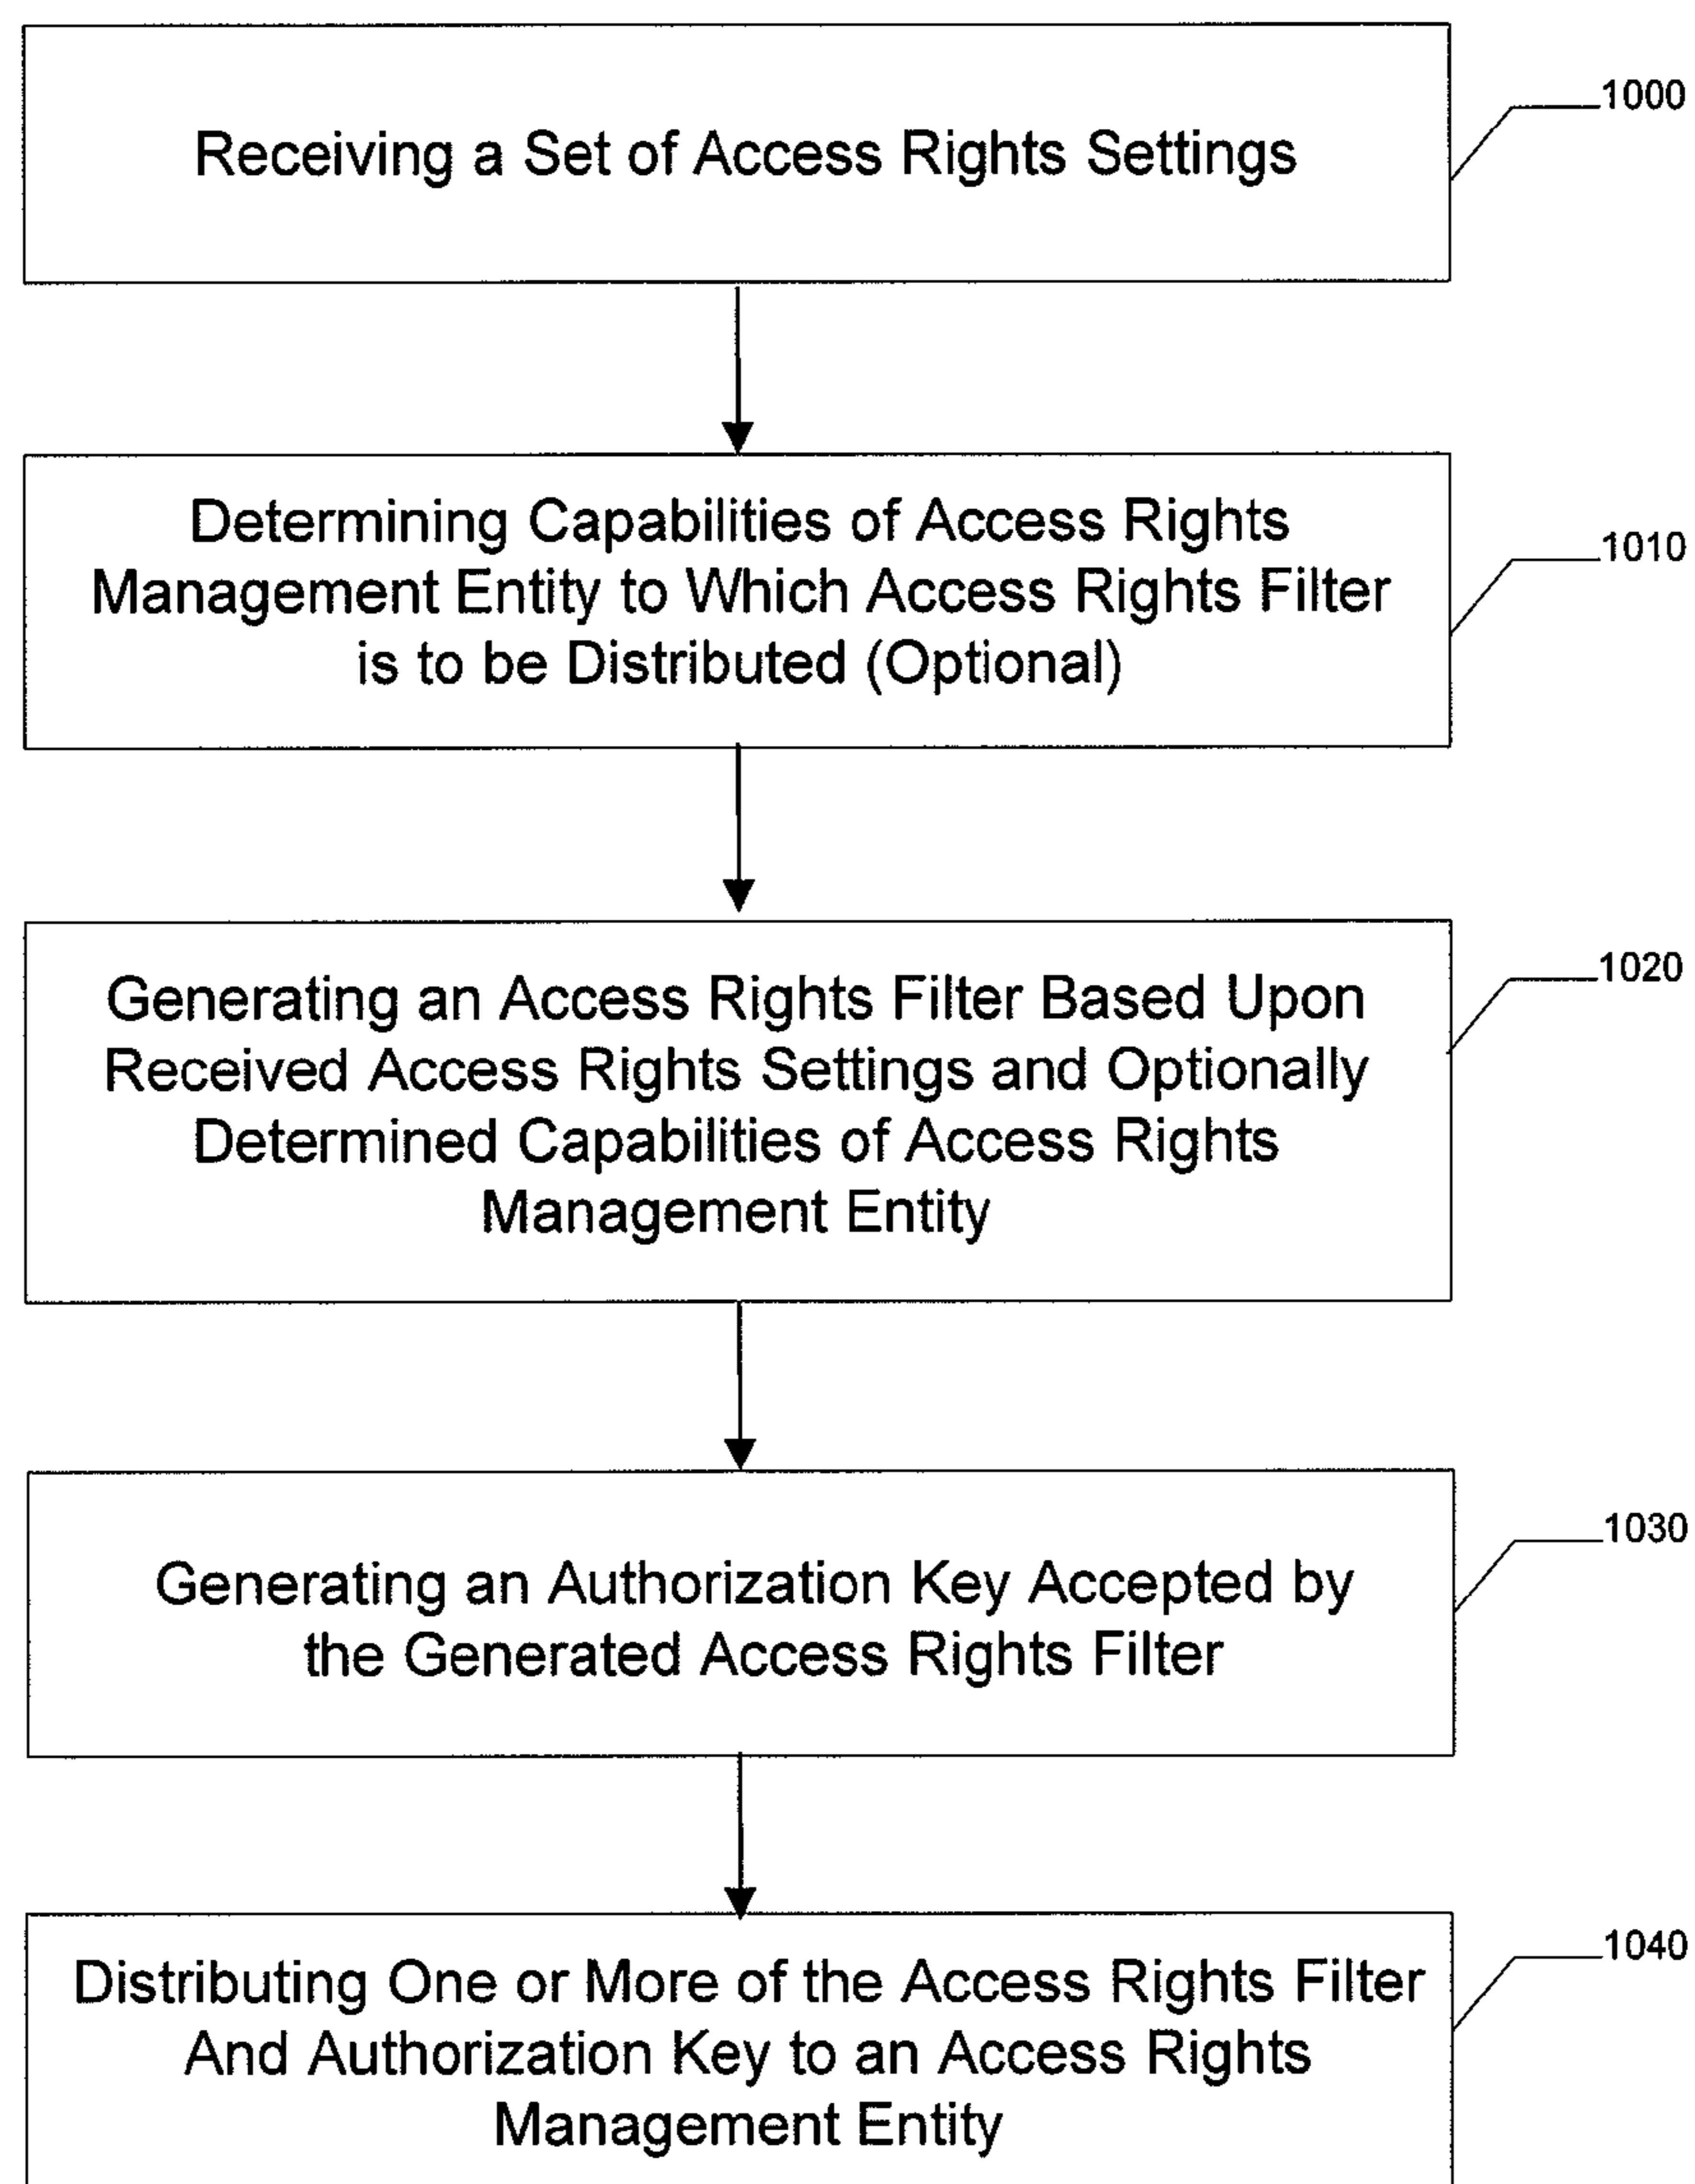 Receiving a Set of Access Rights Settings
1000
Determining Capabilities of Access Rights
Management Entity to Which Access Rights Filter
is to be Distributed (Optional)
1010
Generating an Access Rights Filter Based Upon
Received Access Rights Settings and Optionally
Determined Capabilities of Access Rights
Management Entity
1020
Generating an Authorization Key Accepted by
the Generated Access Rights Filter
1030
Distributing One or More of the Access Rights Filter
And Authorization Key to an Access Rights
Management Entity
1040